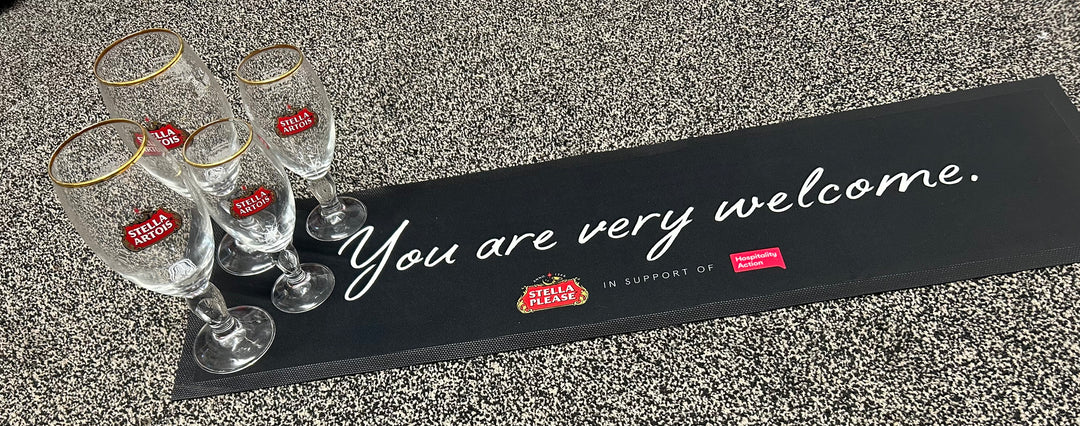 STELLA
ARTOIS
STELLA
ARTOIS
STELLA
ARTOIS
STELLA
ARTOIS
You are very welcome.
STELLA
PLEASE
IN SUPPORT OF
Hospitality
Action